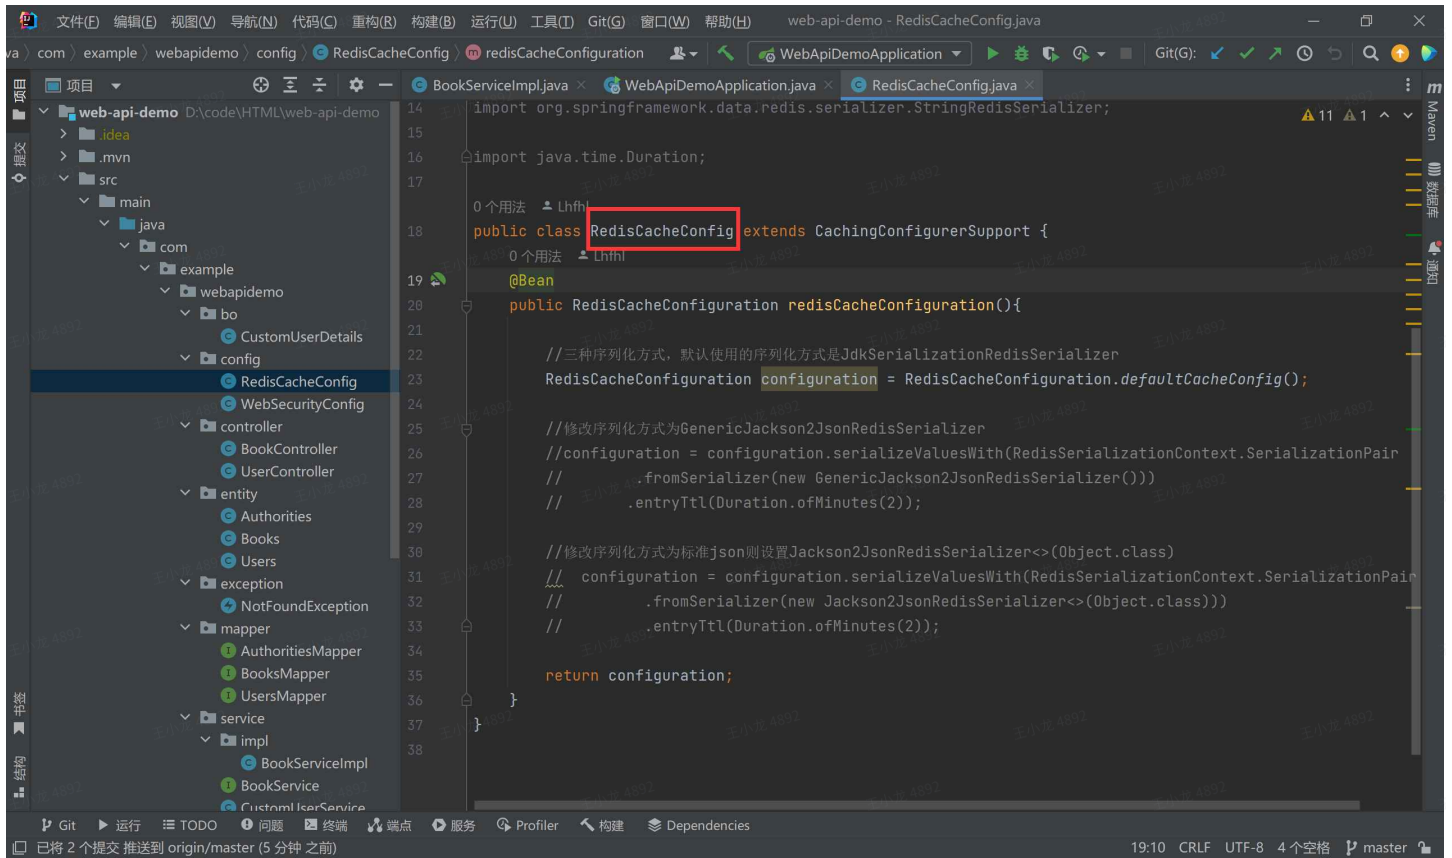 文件(F) 编辑(E) 视图(V) 导航(N) 代码(C) 重构(R) 构建(B) 运行(U) 工具(T) Git(G) 窗口(W) 帮助(H) web-api-demo - RedisCacheConfig.java
va com example webapidemo config RedisCacheConfig redisCacheConfiguration WebApiDemoApplication Git(G):
项目 BookServiceImpl.java WebApiDemoApplication.java RedisCacheConfig.java
web-api-demo D:\code\HTML\web-api-demo
.idea
.mvn
src
main
java
com
example
webapidemo
bo
CustomUserDetails
config
RedisCacheConfig
WebSecurityConfig
controller
BookController
UserController
entity
Authorities
Books
Users
exception
NotFoundException
mapper
AuthoritiesMapper
BooksMapper
UsersMapper
service
impl
BookServiceImpl
BookService
CustomUserService
11 1
14 import org.springframework.data.redis.serializer.StringRedisSerializer;
15
16 import java.time.Duration;
17
0 个用法 Lhfhl
18 public class RedisCacheConfig extends CachingConfigurerSupport {
0 个用法 Lhfhl
19 @Bean
20 public RedisCacheConfiguration redisCacheConfiguration(){
21
22 //三种序列化方式，默认使用的序列化方式是JdkSerializationRedisSerializer
23 RedisCacheConfiguration configuration = RedisCacheConfiguration.defaultCacheConfig();
24
25 //修改序列化方式为GenericJackson2JsonRedisSerializer
26 //configuration = configuration.serializeValuesWith(RedisSerializationContext.SerializationPair
27 // .fromSerializer(new GenericJackson2JsonRedisSerializer()))
28 // .entryTtl(Duration.ofMinutes(2));
29
30 //修改序列化方式为标准json则设置Jackson2JsonRedisSerializer<>(Object.class)
31 // configuration = configuration.serializeValuesWith(RedisSerializationContext.SerializationPair
32 // .fromSerializer(new Jackson2JsonRedisSerializer<>(Object.class)))
33 // .entryTtl(Duration.ofMinutes(2));
34
35 return configuration;
36 }
37 }
38
项目
提交
书签
结构
m Maven
数据库
通知
Git 运行 TODO 问题 终端 端点 服务 Profiler 构建 Dependencies
已将 2 个提交 推送到 origin/master (5 分钟 之前) 19:10 CRLF UTF-8 4 个空格 master
王小龙 4892